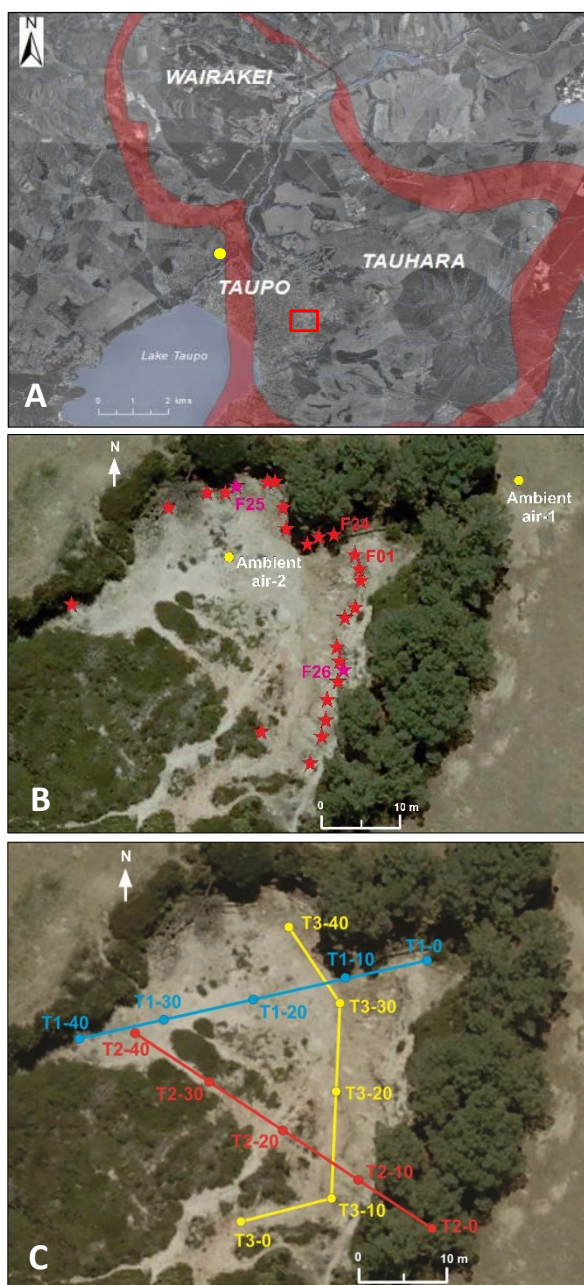 N
WAIRAKEI
TAUHARA
TAUPO
Lake Taupo
0 1 2 kms
A
N
F25
F24
Ambient
air-1
F01
Ambient
air-2
F26
0 10 m
B
N
T3-40
T1-0
T1-10
T3-30
T1-20
T1-30
T1-40
T2-40
T2-30
T3-20
T2-20
T2-10
T3-10
T2-0
T3-0
0 10 m
C